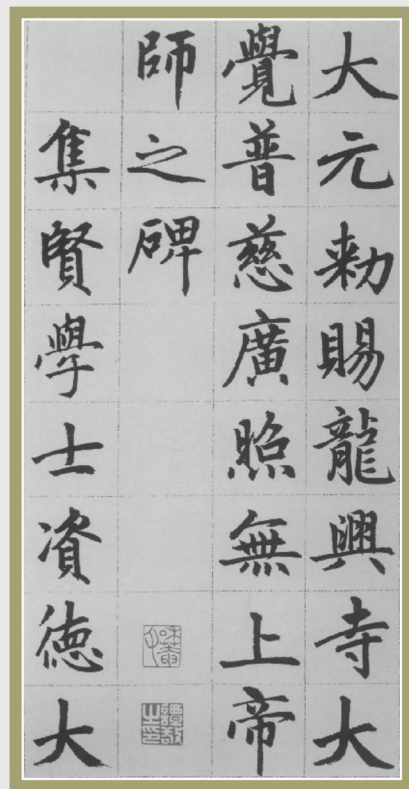 大元勅賜龍興寺大
覺普慈廣照無上帝
師之碑
集賢學士資德大